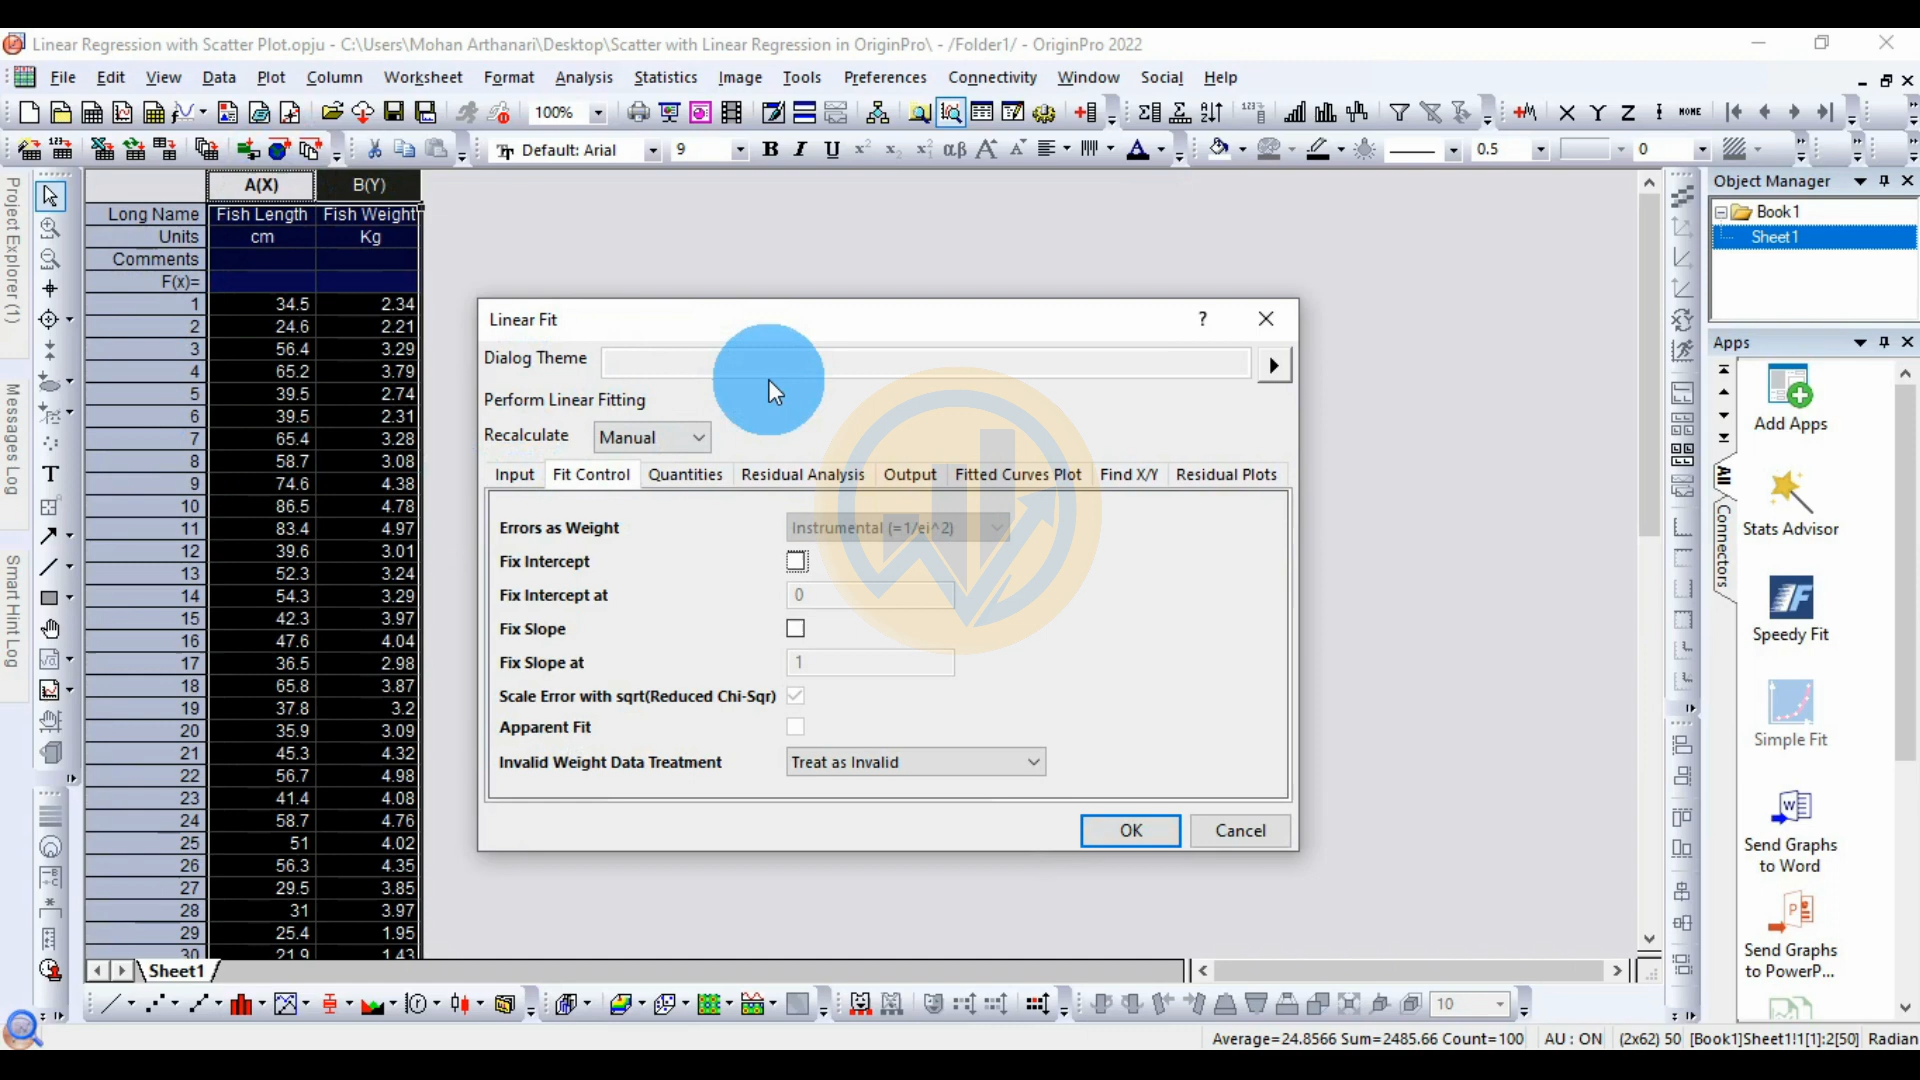 Linear Regression with Scatter Plot.opju - C:\Users\Mohan Arthanari\Desktop\Scatter with Linear Regression in OriginPro\ - /Folder1/ - OriginPro 2022
File Edit View Data Plot Column Worksheet Format Analysis Statistics Image Tools Preferences Connectivity Window Social Help
100%
X Y Z HOME
Default: Arial 9 B I U αβ A 0.5 0
Project Explorer (1)
Messages Log
Smart Hint Log
A(X) B(Y)
Long Name Fish Length Fish Weight
Units cm Kg
Comments
F(x)=
1 34.5 2.34
2 24.6 2.21
3 56.4 3.29
4 65.2 3.79
5 39.5 2.74
6 39.5 2.31
7 65.4 3.28
8 58.7 3.08
9 74.6 4.38
10 86.5 4.78
11 83.4 4.97
12 39.6 3.01
13 52.3 3.24
14 54.3 3.29
15 42.3 3.97
16 47.6 4.04
17 36.5 2.98
18 65.8 3.87
19 37.8 3.2
20 35.9 3.09
21 45.3 4.32
22 56.7 4.98
23 41.4 4.08
24 58.7 4.76
25 51 4.02
26 56.3 4.35
27 29.5 3.85
28 31 3.97
29 25.4 1.95
30 21.9 1.43
Sheet1
Linear Fit ?
Dialog Theme
Perform Linear Fitting
Recalculate Manual
Input Fit Control Quantities Residual Analysis Output Fitted Curves Plot Find X/Y Residual Plots
Errors as Weight Instrumental (=1/ei^2)
Fix Intercept
Fix Intercept at 0
Fix Slope
Fix Slope at 1
Scale Error with sqrt(Reduced Chi-Sqr)
Apparent Fit
Invalid Weight Data Treatment Treat as Invalid
OK Cancel
Object Manager
Book1
Sheet1
Apps
All
Connectors
Add Apps
Stats Advisor
Speedy Fit
Simple Fit
Send Graphs
to Word
Send Graphs
to PowerP...
10
Average=24.8566 Sum=2485.66 Count=100 AU : ON (2x62) 50 [Book1]Sheet1!1[1]:2[50] Radian